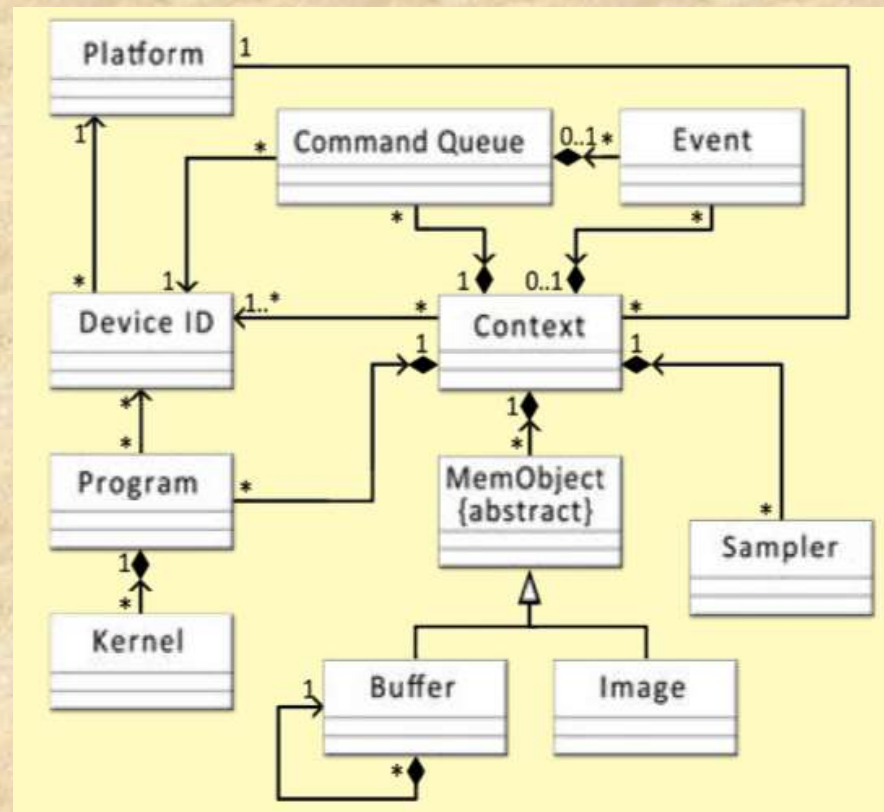 Platform
1
1
Command Queue
0..1
*
Event
*
*
*
*
1
1
0..1
Device ID
1..*
*
Context
*
*
1
1
*
1
*
Program
*
MemObject
{abstract}
*
Sampler
1
*
Kernel
1
Buffer
Image
*